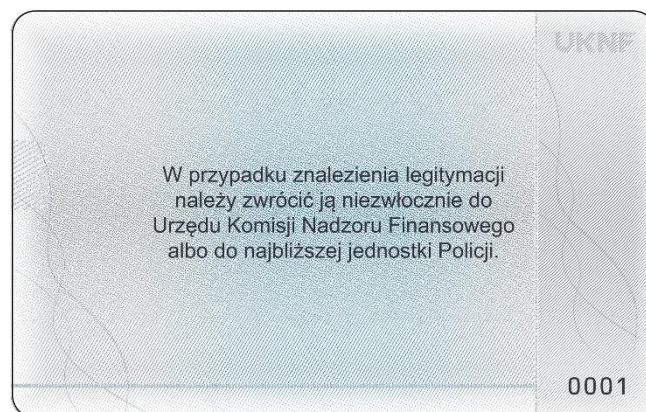 UKNF
W przypadku znalezienia legitymacji
należy zwrócić ją niezwłocznie do
Urzędu Komisji Nadzoru Finansowego
albo do najbliższej jednostki Policji.
0001